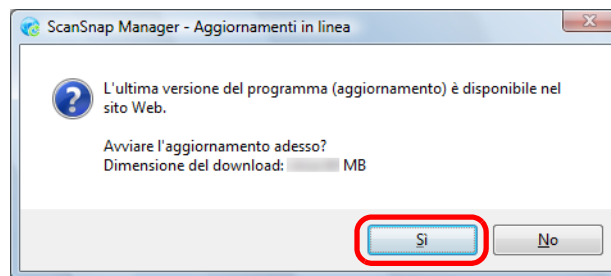 ScanSnap Manager - Aggiornamenti in linea
L'ultima versione del programma (aggiornamento) è disponibile nel
sito Web.
Avviare l'aggiornamento adesso?
Dimensione del download: MB
Sì No